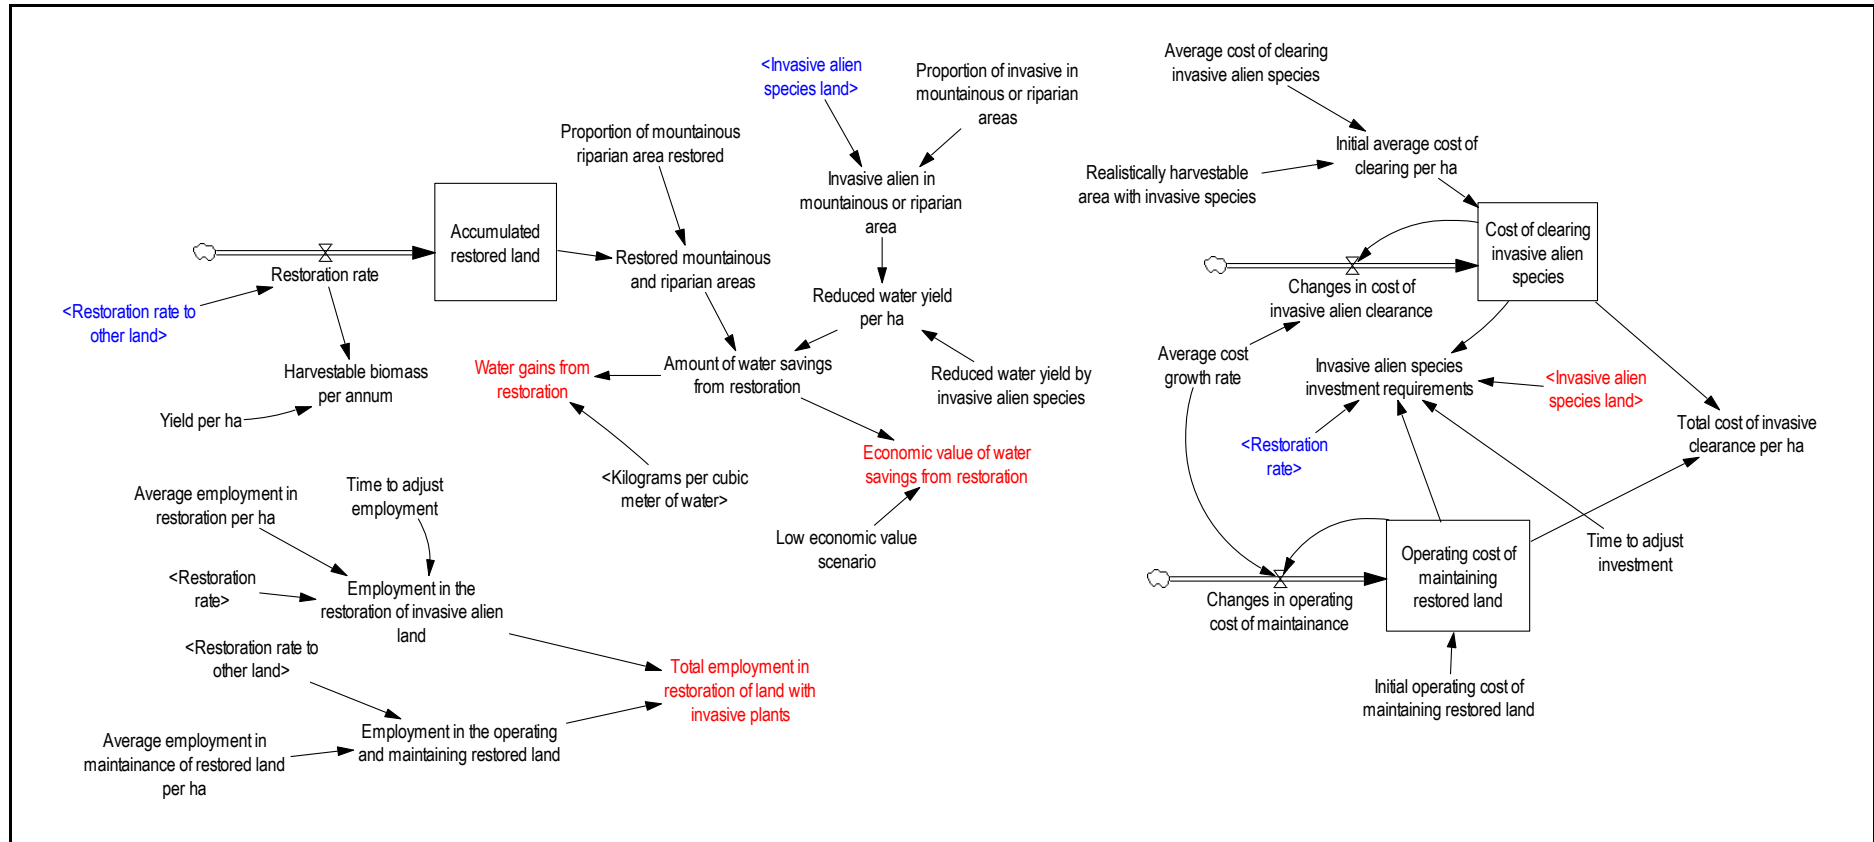 <Invasive alien
species land>
Proportion of invasive in
mountainous or riparian
areas
Proportion of mountainous
riparian area restored
Invasive alien in
mountainous or riparian
area
Accumulated
restored land
Restoration rate
<Restoration rate to
other land>
Restored mountainous
and riparian areas
Reduced water yield
per ha
Harvestable biomass
per annum
Yield per ha
Water gains from
restoration
Amount of water savings
from restoration
Reduced water yield by
invasive alien species
Economic value of water
savings from restoration
<Kilograms per cubic
meter of water>
Low economic value
scenario
Average employment in
restoration per ha
Time to adjust
employment
<Restoration
rate>
Employment in the
restoration of invasive alien
land
<Restoration rate to
other land>
Total employment in
restoration of land with
invasive plants
Employment in the operating
and maintaining restored land
Average employment in
maintainance of restored land
per ha
Average cost of clearing
invasive alien species
Initial average cost of
clearing per ha
Realistically harvestable
area with invasive species
Cost of clearing
invasive alien
species
Changes in cost of
invasive alien clearance
Average cost
growth rate
Invasive alien species
investment requirements
<Invasive alien
species land>
Total cost of invasive
clearance per ha
<Restoration
rate>
Time to adjust
investment
Operating cost of
maintaining
restored land
Changes in operating
cost of maintainance
Initial operating cost of
maintaining restored land